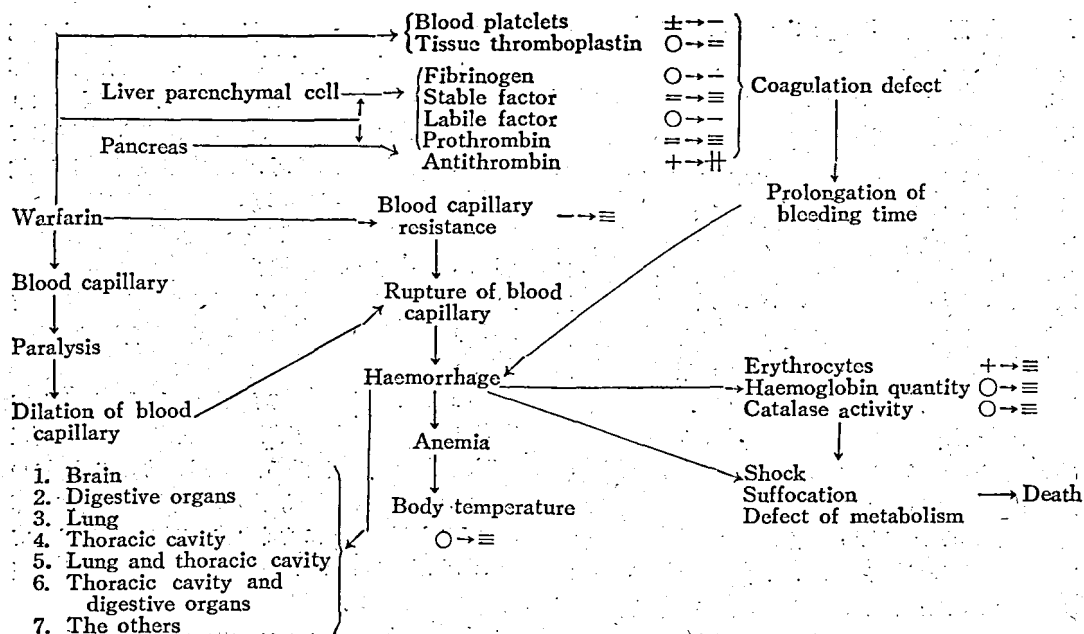 Blood platelets ±→−
Tissue thromboplastin ○→=
Fibrinogen ○→−
Liver parenchymal cell
Stable factor =→≡
Coagulation defect
Labile factor ○→−
Prothrombin =→≡
Pancreas
Antithrombin +→╫
Prolongation of
bleeding time
Warfarin
Blood capillary
resistance −→≡
Blood capillary
Rupture of blood
capillary
Paralysis
Haemorrhage
Erythrocytes +→≡
Haemoglobin quantity ○→≡
Catalase activity ○→≡
Dilation of blood
capillary
Anemia
Body temperature
○→≡
Shock
Suffocation → Death
Defect of metabolism
1. Brain
2. Digestive organs
3. Lung
4. Thoracic cavity
5. Lung and thoracic cavity
6. Thoracic cavity and
digestive organs
7. The others